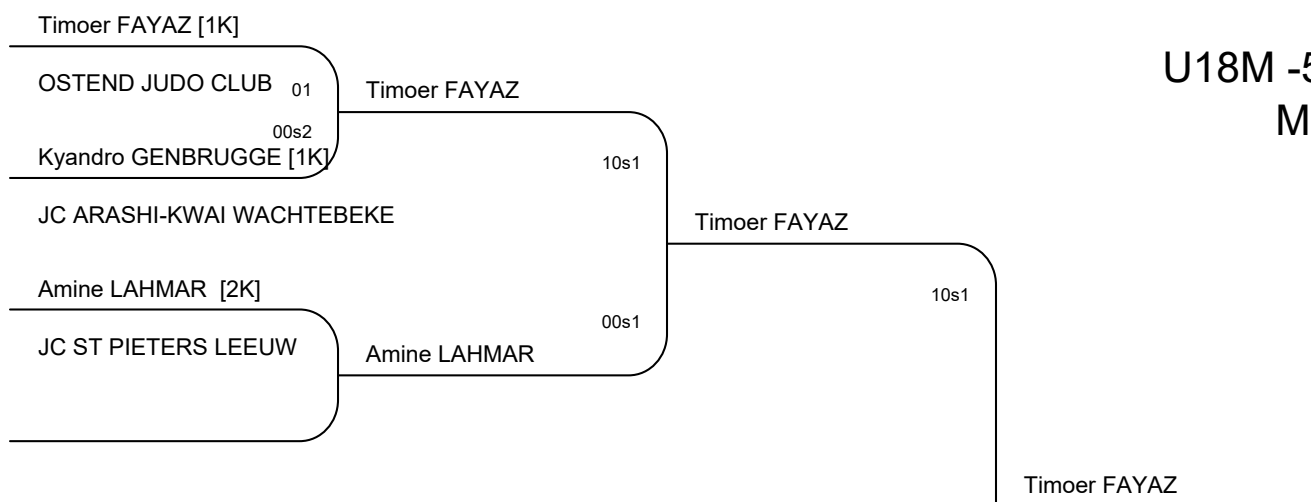 Timoer FAYAZ [1K]
U18M -5
M
OSTEND JUDO CLUB 01
Timoer FAYAZ
00s2
Kyandro GENBRUGGE [1K]
10s1
JC ARASHI-KWAI WACHTEBEKE
Timoer FAYAZ
Amine LAHMAR [2K]
10s1
00s1
JC ST PIETERS LEEUW
Amine LAHMAR
Timoer FAYAZ